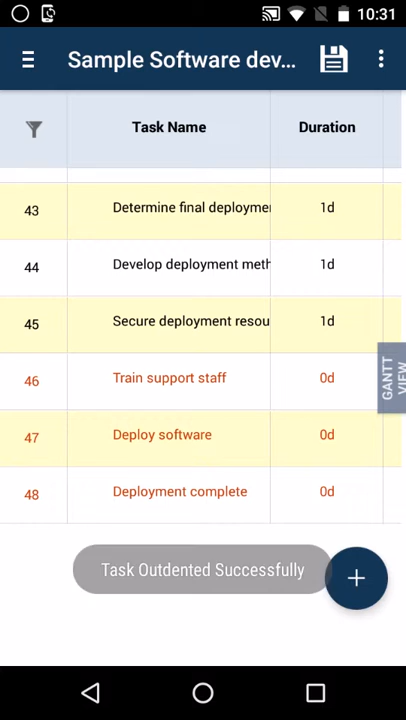 10:31
Sample Software dev...
Task Name Duration
43 Determine final deployme 1d
44 Develop deployment meth 1d
45 Secure deployment resou 1d
46 Train support staff 0d
47 Deploy software 0d
48 Deployment complete 0d
GANTT
VIEW
Task Outdented Successfully
+